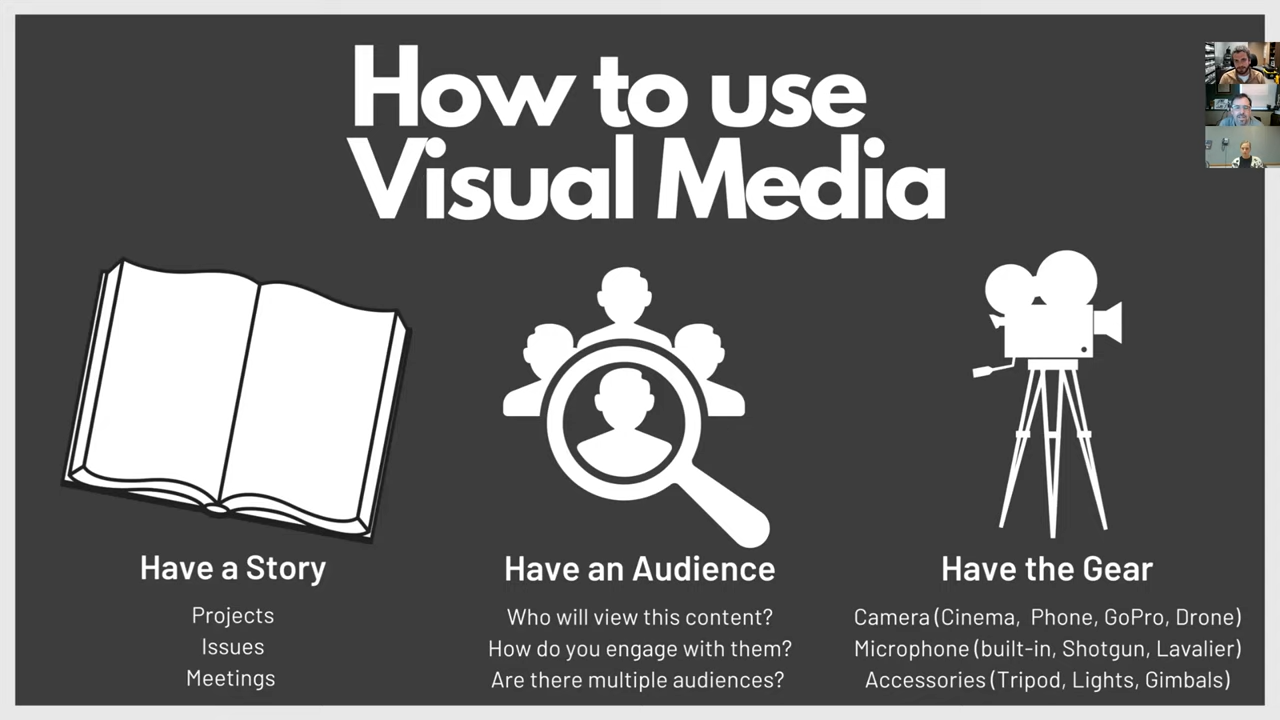 How to use
Visual Media
Have a Story
Projects
Issues
Meetings
Have an Audience
Who will view this content?
How do you engage with them?
Are there multiple audiences?
Have the Gear
Camera (Cinema, Phone, GoPro, Drone)
Microphone (built-in, Shotgun, Lavalier)
Accessories (Tripod, Lights, Gimbals)